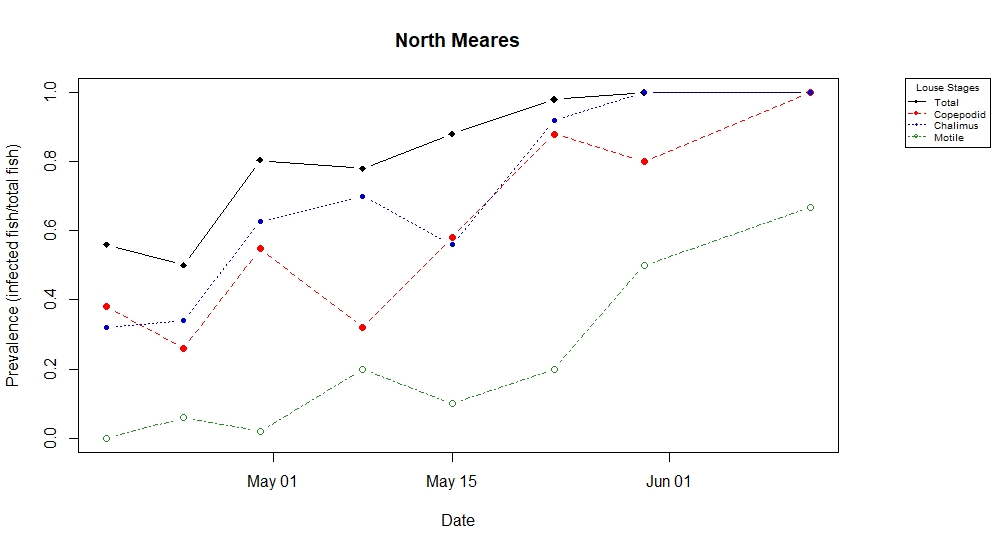 North Meares
Prevalence (infected fish/total fish)
1.0
0.8
0.6
0.4
0.2
0.0
May 01
May 15
Jun 01
Date
Louse Stages
Total
Copepodid
Chalimus
Motile